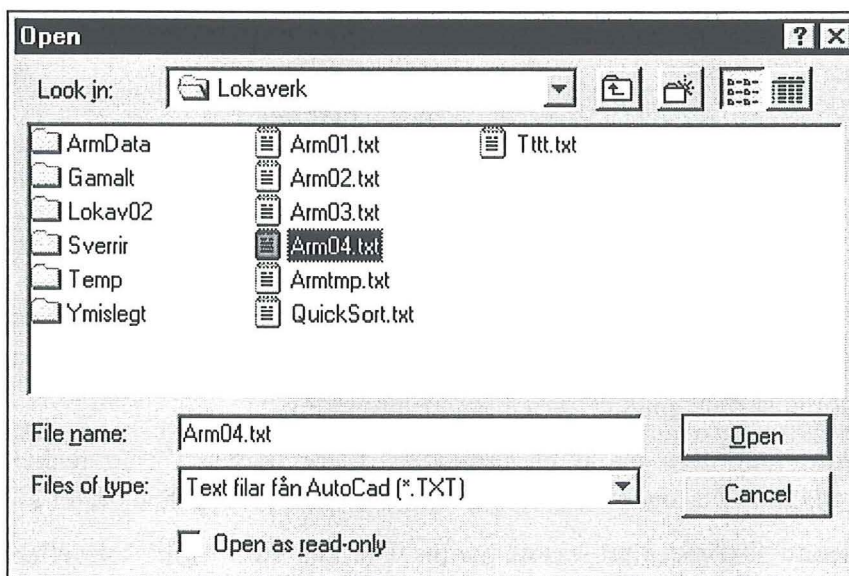 Open
Look in: Lokaverk
ArmData
Gamalt
Lokav02
Sverrir
Temp
Ymislegt
Arm01.txt
Arm02.txt
Arm03.txt
Arm04.txt
Armtmp.txt
QuickSort.txt
Tttt.txt
File name: Arm04.txt
Open
Files of type: Text filar fån AutoCad (*.TXT)
Cancel
Open as read-only